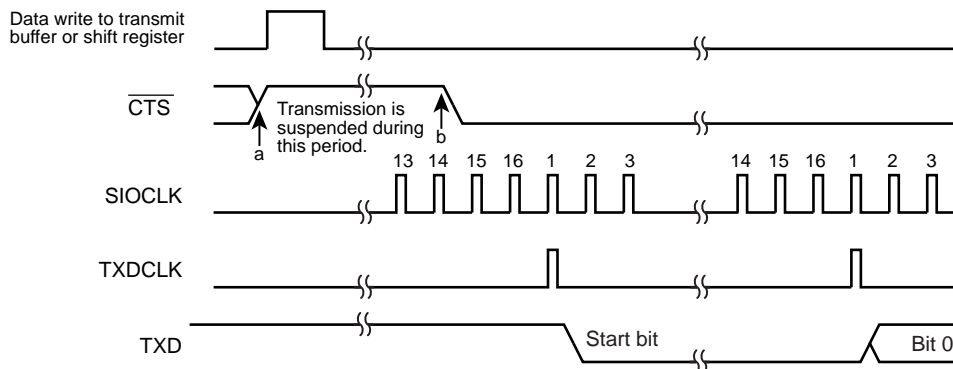 Data write to transmit
buffer or shift register
CTS
Transmission is
suspended during
this period.
a
b
13 14 15 16 1 2 3 14 15 16 1 2 3
SIOCLK
TXDCLK
TXD
Start bit
Bit 0